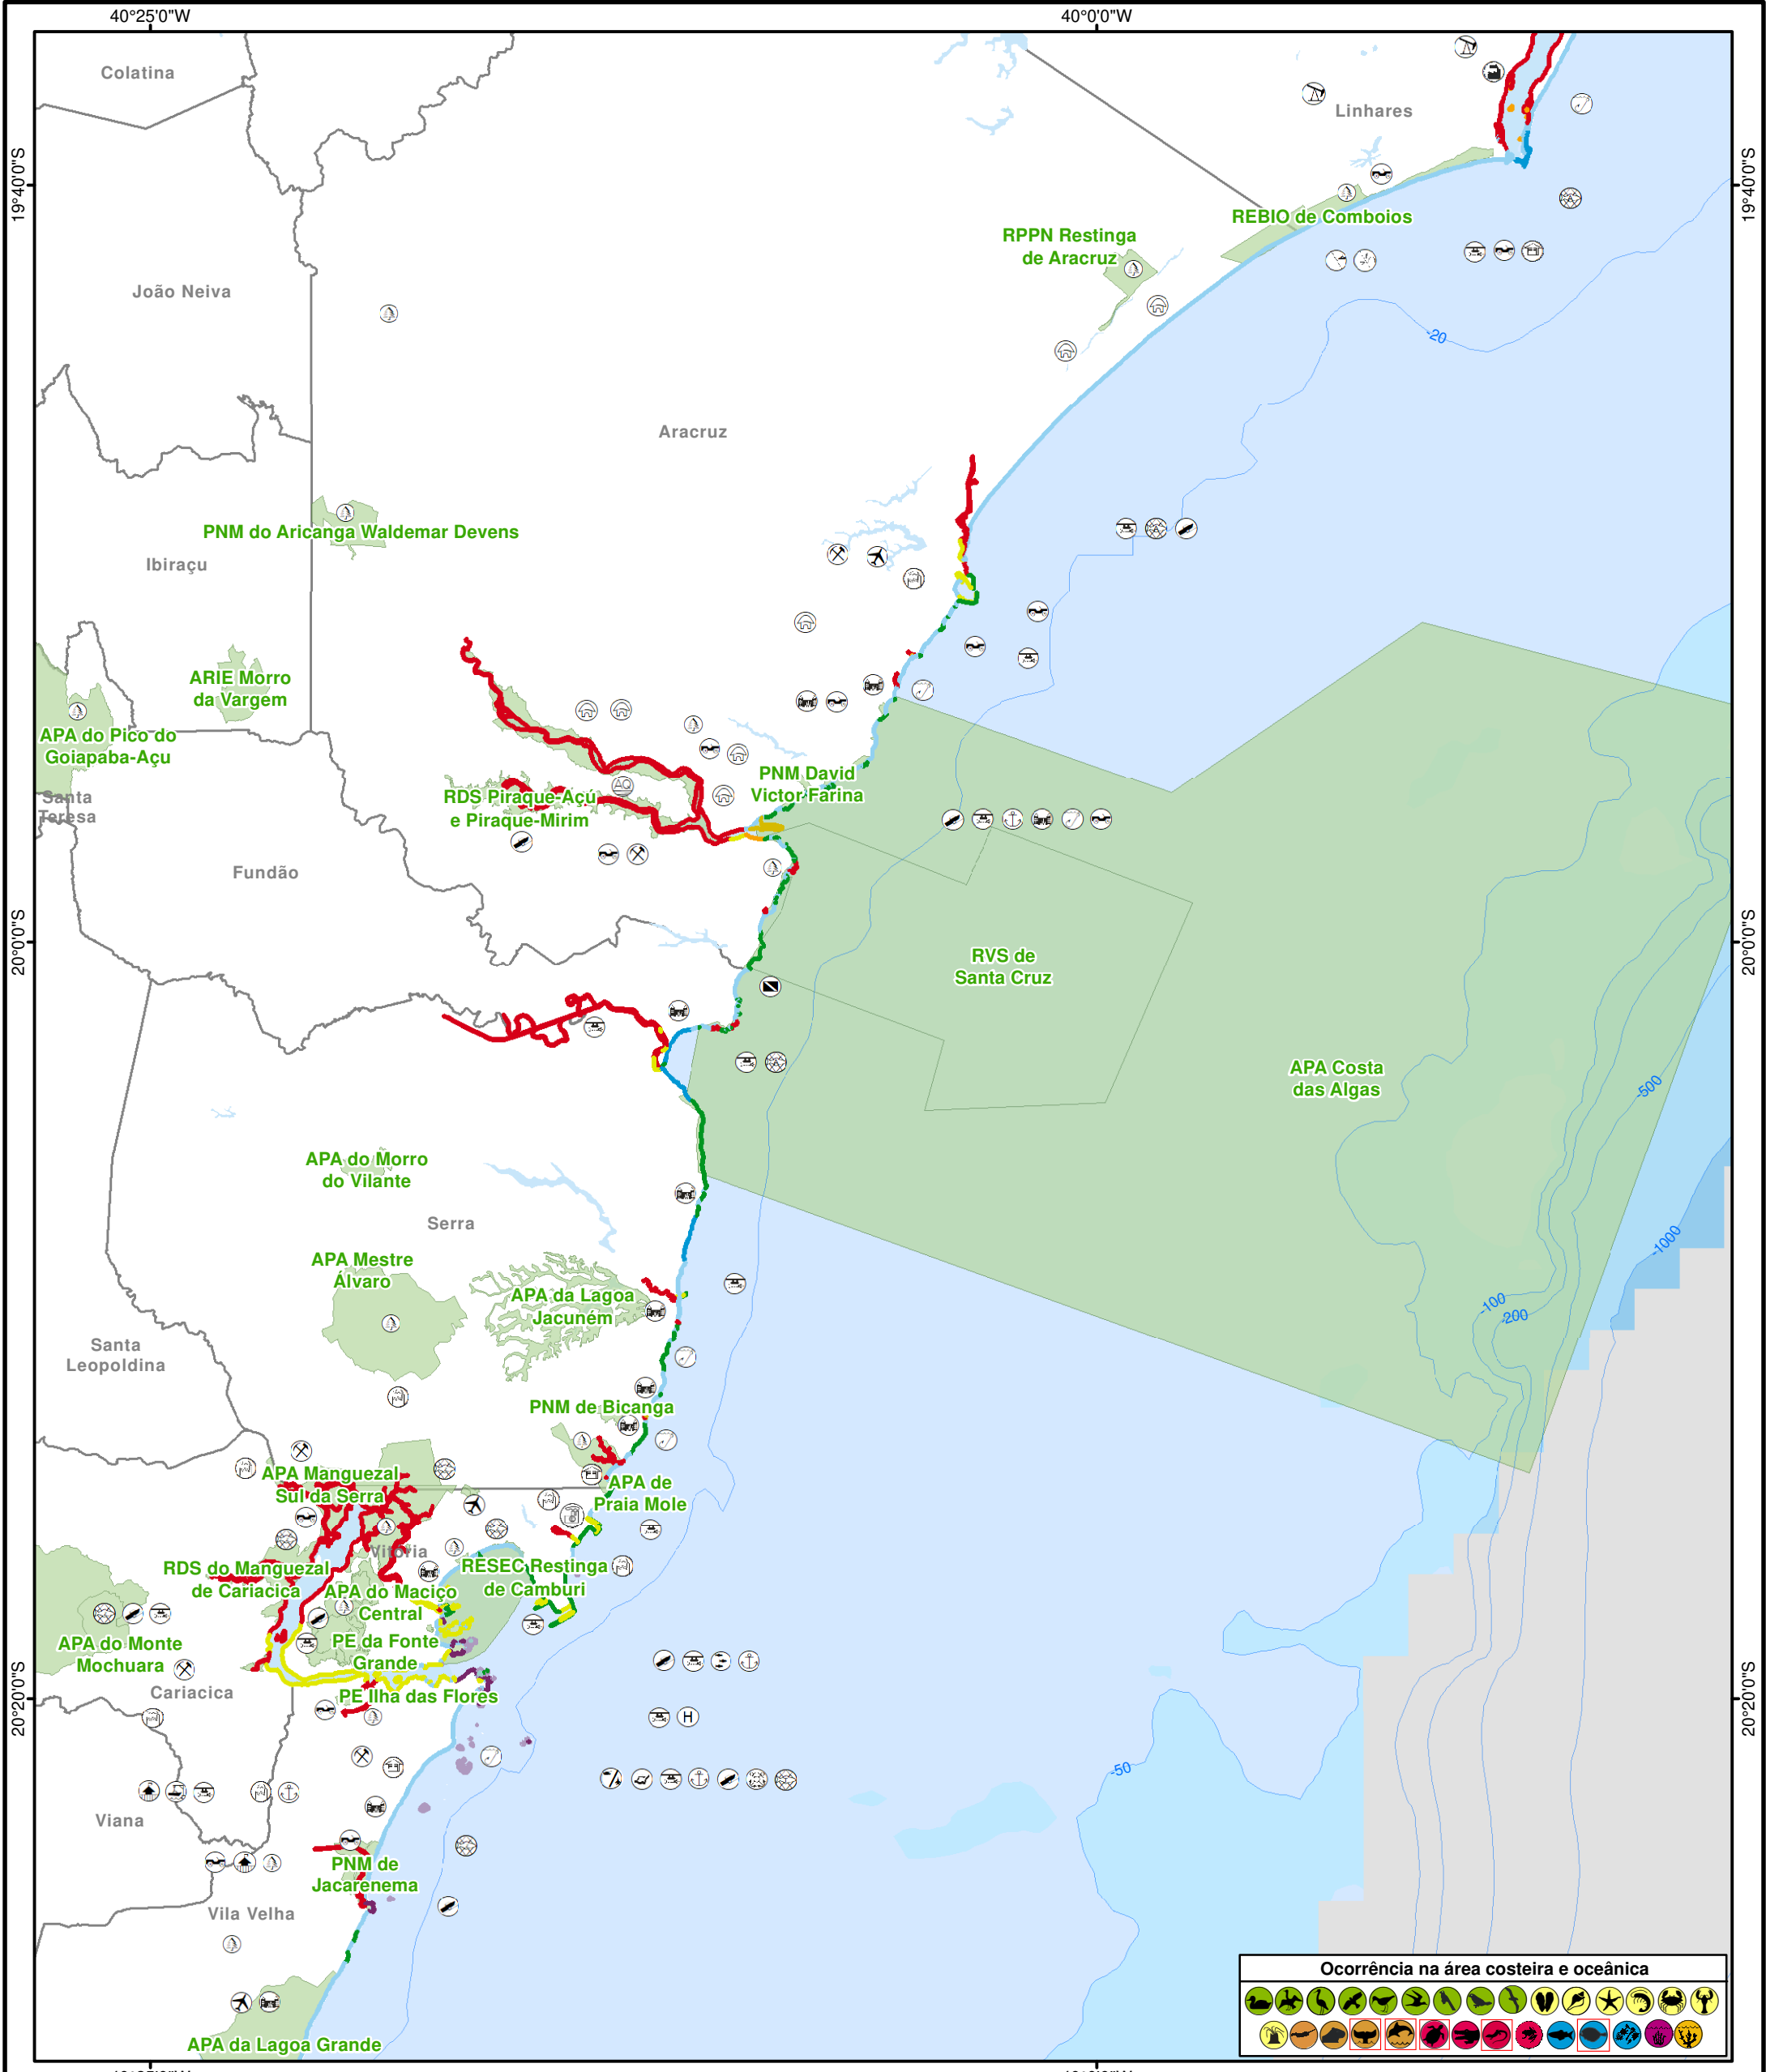 40°25'0"W
40°0'0"W
Colatina
Linhares
19°40'0"S
19°40'0"S
REBIO de Comboios
RPPN Restinga
de Aracruz
João Neiva
-20
Aracruz
PNM do Aricanga Waldemar Devens
Ibiraçu
ARIE Morro
da Vargem
APA do Pico do
Goiapaba-Açu
Santa
Teresa
PNM David
Victor Farina
AQ
RDS Piraque-Açú
e Piraque-Mirim
Fundão
20°0'0"S
20°0'0"S
RVS de
Santa Cruz
APA Costa
das Algas
-500
APA do Morro
do Vilante
Serra
-1000
APA Mestre
Álvaro
APA da Lagoa
Jacuném
-100
-200
Santa
Leopoldina
PNM de Bicanga
APA Manguezal
Sul da Serra
APA de
Praia Mole
Vitória
RDS do Manguezal
de Cariacica
RESEC Restinga
de Camburi
APA do Maciço
Central
APA do Monte
Mochuara
PE da Fonte
Grande
Cariacica
PE Ilha das Flores
20°20'0"S
20°20'0"S
H
-50
Viana
PNM de
Jacarenema
Vila Velha
APA da Lagoa Grande
Ocorrência na área costeira e oceânica